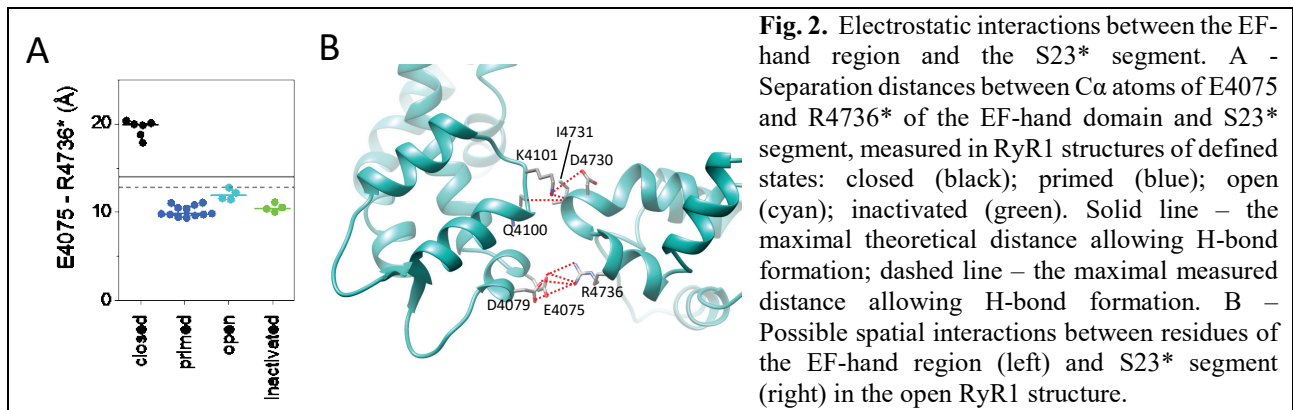 A
B
E4075 - R4736* (Å)
20
10
0
closed
primed
open
Inactivated
I4731
K4101
D4730
Q4100
D4079
R4736
E4075
Fig. 2. Electrostatic interactions between the EF-
hand region and the S23* segment. A -
Separation distances between Cα atoms of E4075
and R4736* of the EF-hand domain and S23*
segment, measured in RyR1 structures of defined
states: closed (black); primed (blue); open
(cyan); inactivated (green). Solid line – the
maximal theoretical distance allowing H-bond
formation; dashed line – the maximal measured
distance allowing H-bond formation. B –
Possible spatial interactions between residues of
the EF-hand region (left) and S23* segment
(right) in the open RyR1 structure.